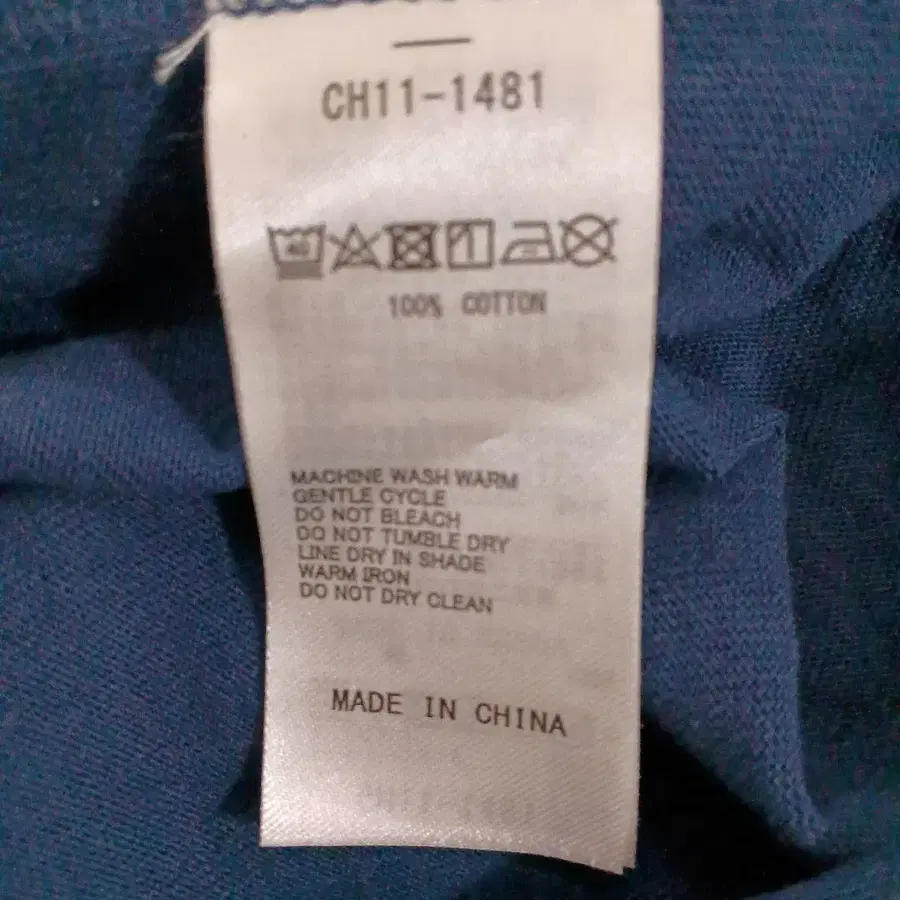 CH11-1481
40
100% COTTON
MACHINE WASH WARM
GENTLE CYCLE
DO NOT BLEACH
DO NOT TUMBLE DRY
LINE DRY IN SHADE
WARM IRON
DO NOT DRY CLEAN
MADE IN CHINA